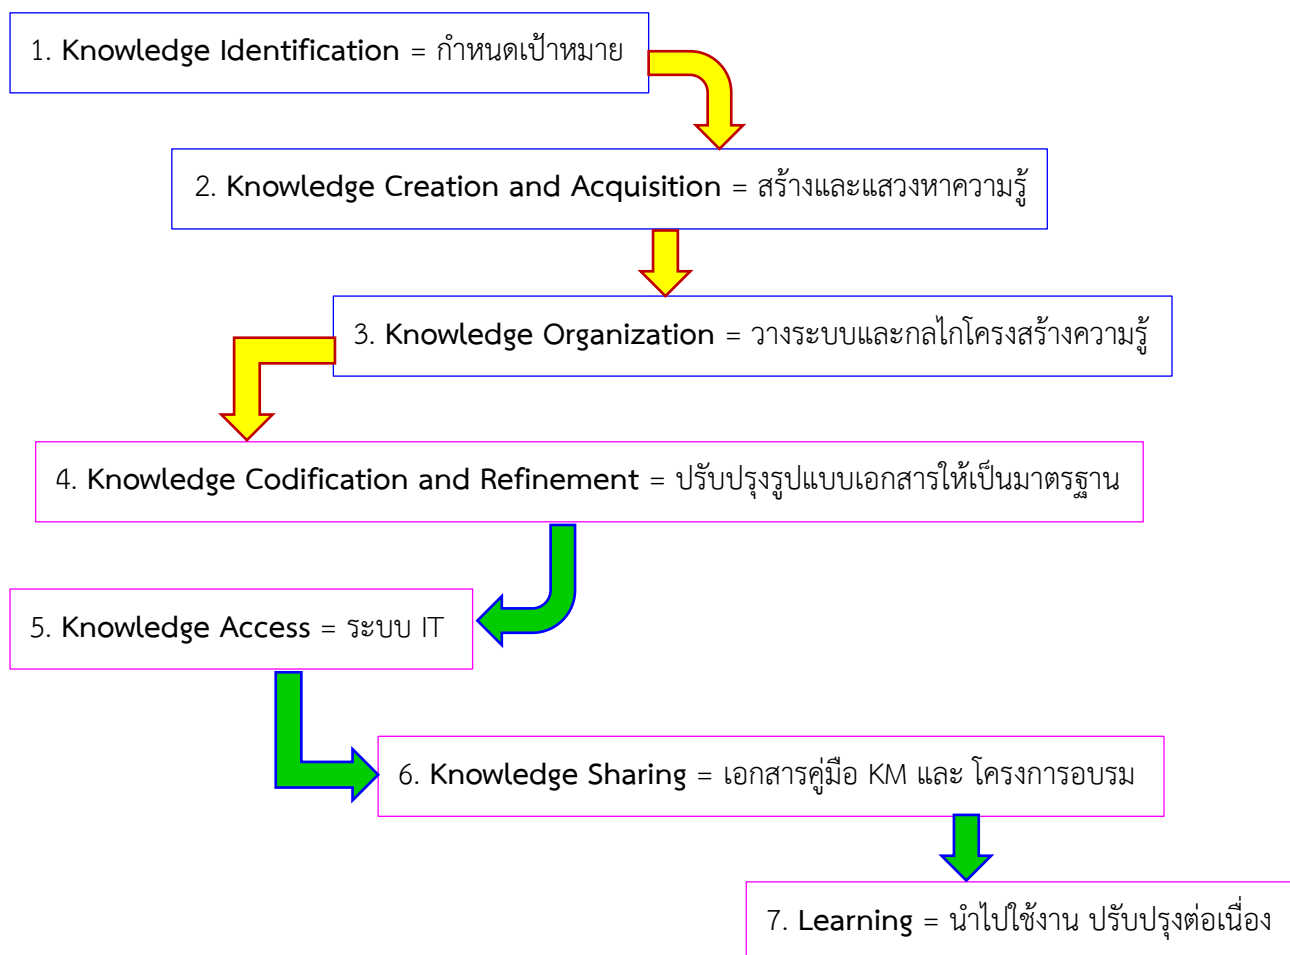 1. Knowledge Identification = กำหนดเป้าหมาย
2. Knowledge Creation and Acquisition = สร้างและแสวงหาความรู้
3. Knowledge Organization = วางระบบและกลไกโครงสร้างความรู้
4. Knowledge Codification and Refinement = ปรับปรุงรูปแบบเอกสารให้เป็นมาตรฐาน
5. Knowledge Access = ระบบ IT
6. Knowledge Sharing = เอกสารคู่มือ KM และ โครงการอบรม
7. Learning = นำไปใช้งาน ปรับปรุงต่อเนื่อง